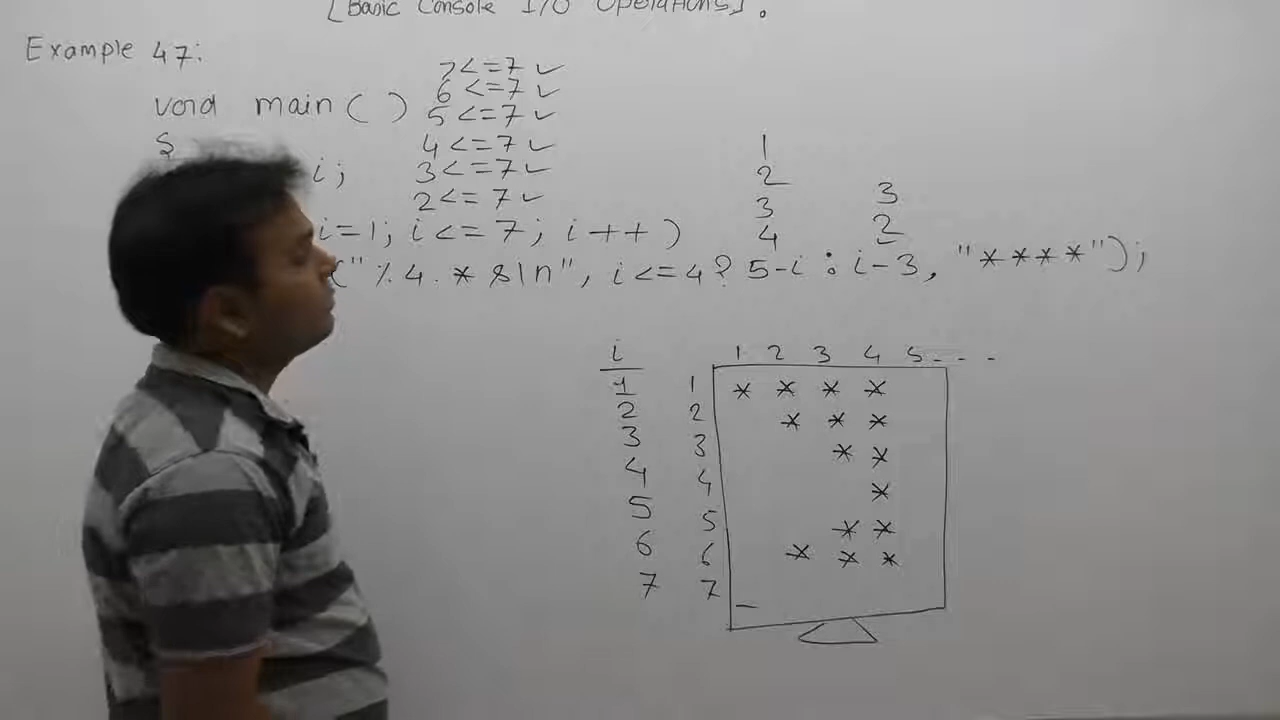 [Basic Console I/O Operations].
Example 47:
7<=7 ✓
6<=7 ✓
void main( ) 5<=7 ✓
{ 4<=7 ✓ 1
i; 3<=7 ✓ 2 3
2<=7 ✓ 3 2
i=1; i<=7; i++) 4
("%4.*s\n", i<=4? 5-i : i-3, "****");
i 1 2 3 4 5...
1 1 * * * *
2 2 * * *
3 3 * *
4 4 *
5 5 * *
6 6 * * *
7 7 _